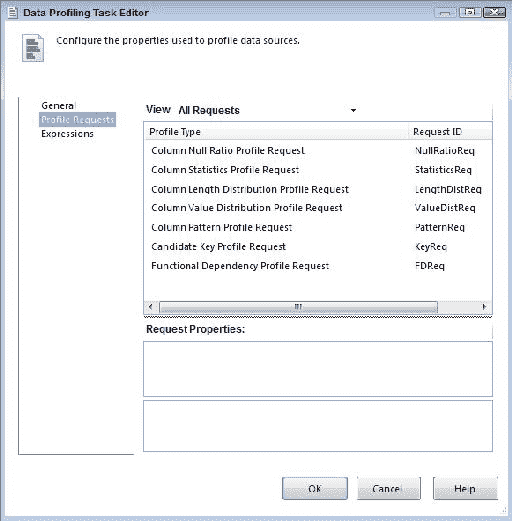 Data Profiling Task Editor
Configure the properties used to profile data sources.
General
Profile Requests
Expressions
View All Requests
Profile Type Request ID
Column Null Ratio Profile Request NullRatioReq
Column Statistics Profile Request StatisticsReq
Column Length Distribution Profile Request LengthDistReq
Column Value Distribution Profile Request ValueDistReq
Column Pattern Profile Request PatternReq
Candidate Key Profile Request KeyReq
Functional Dependency Profile Request FDReq
Request Properties:
OK Cancel Help